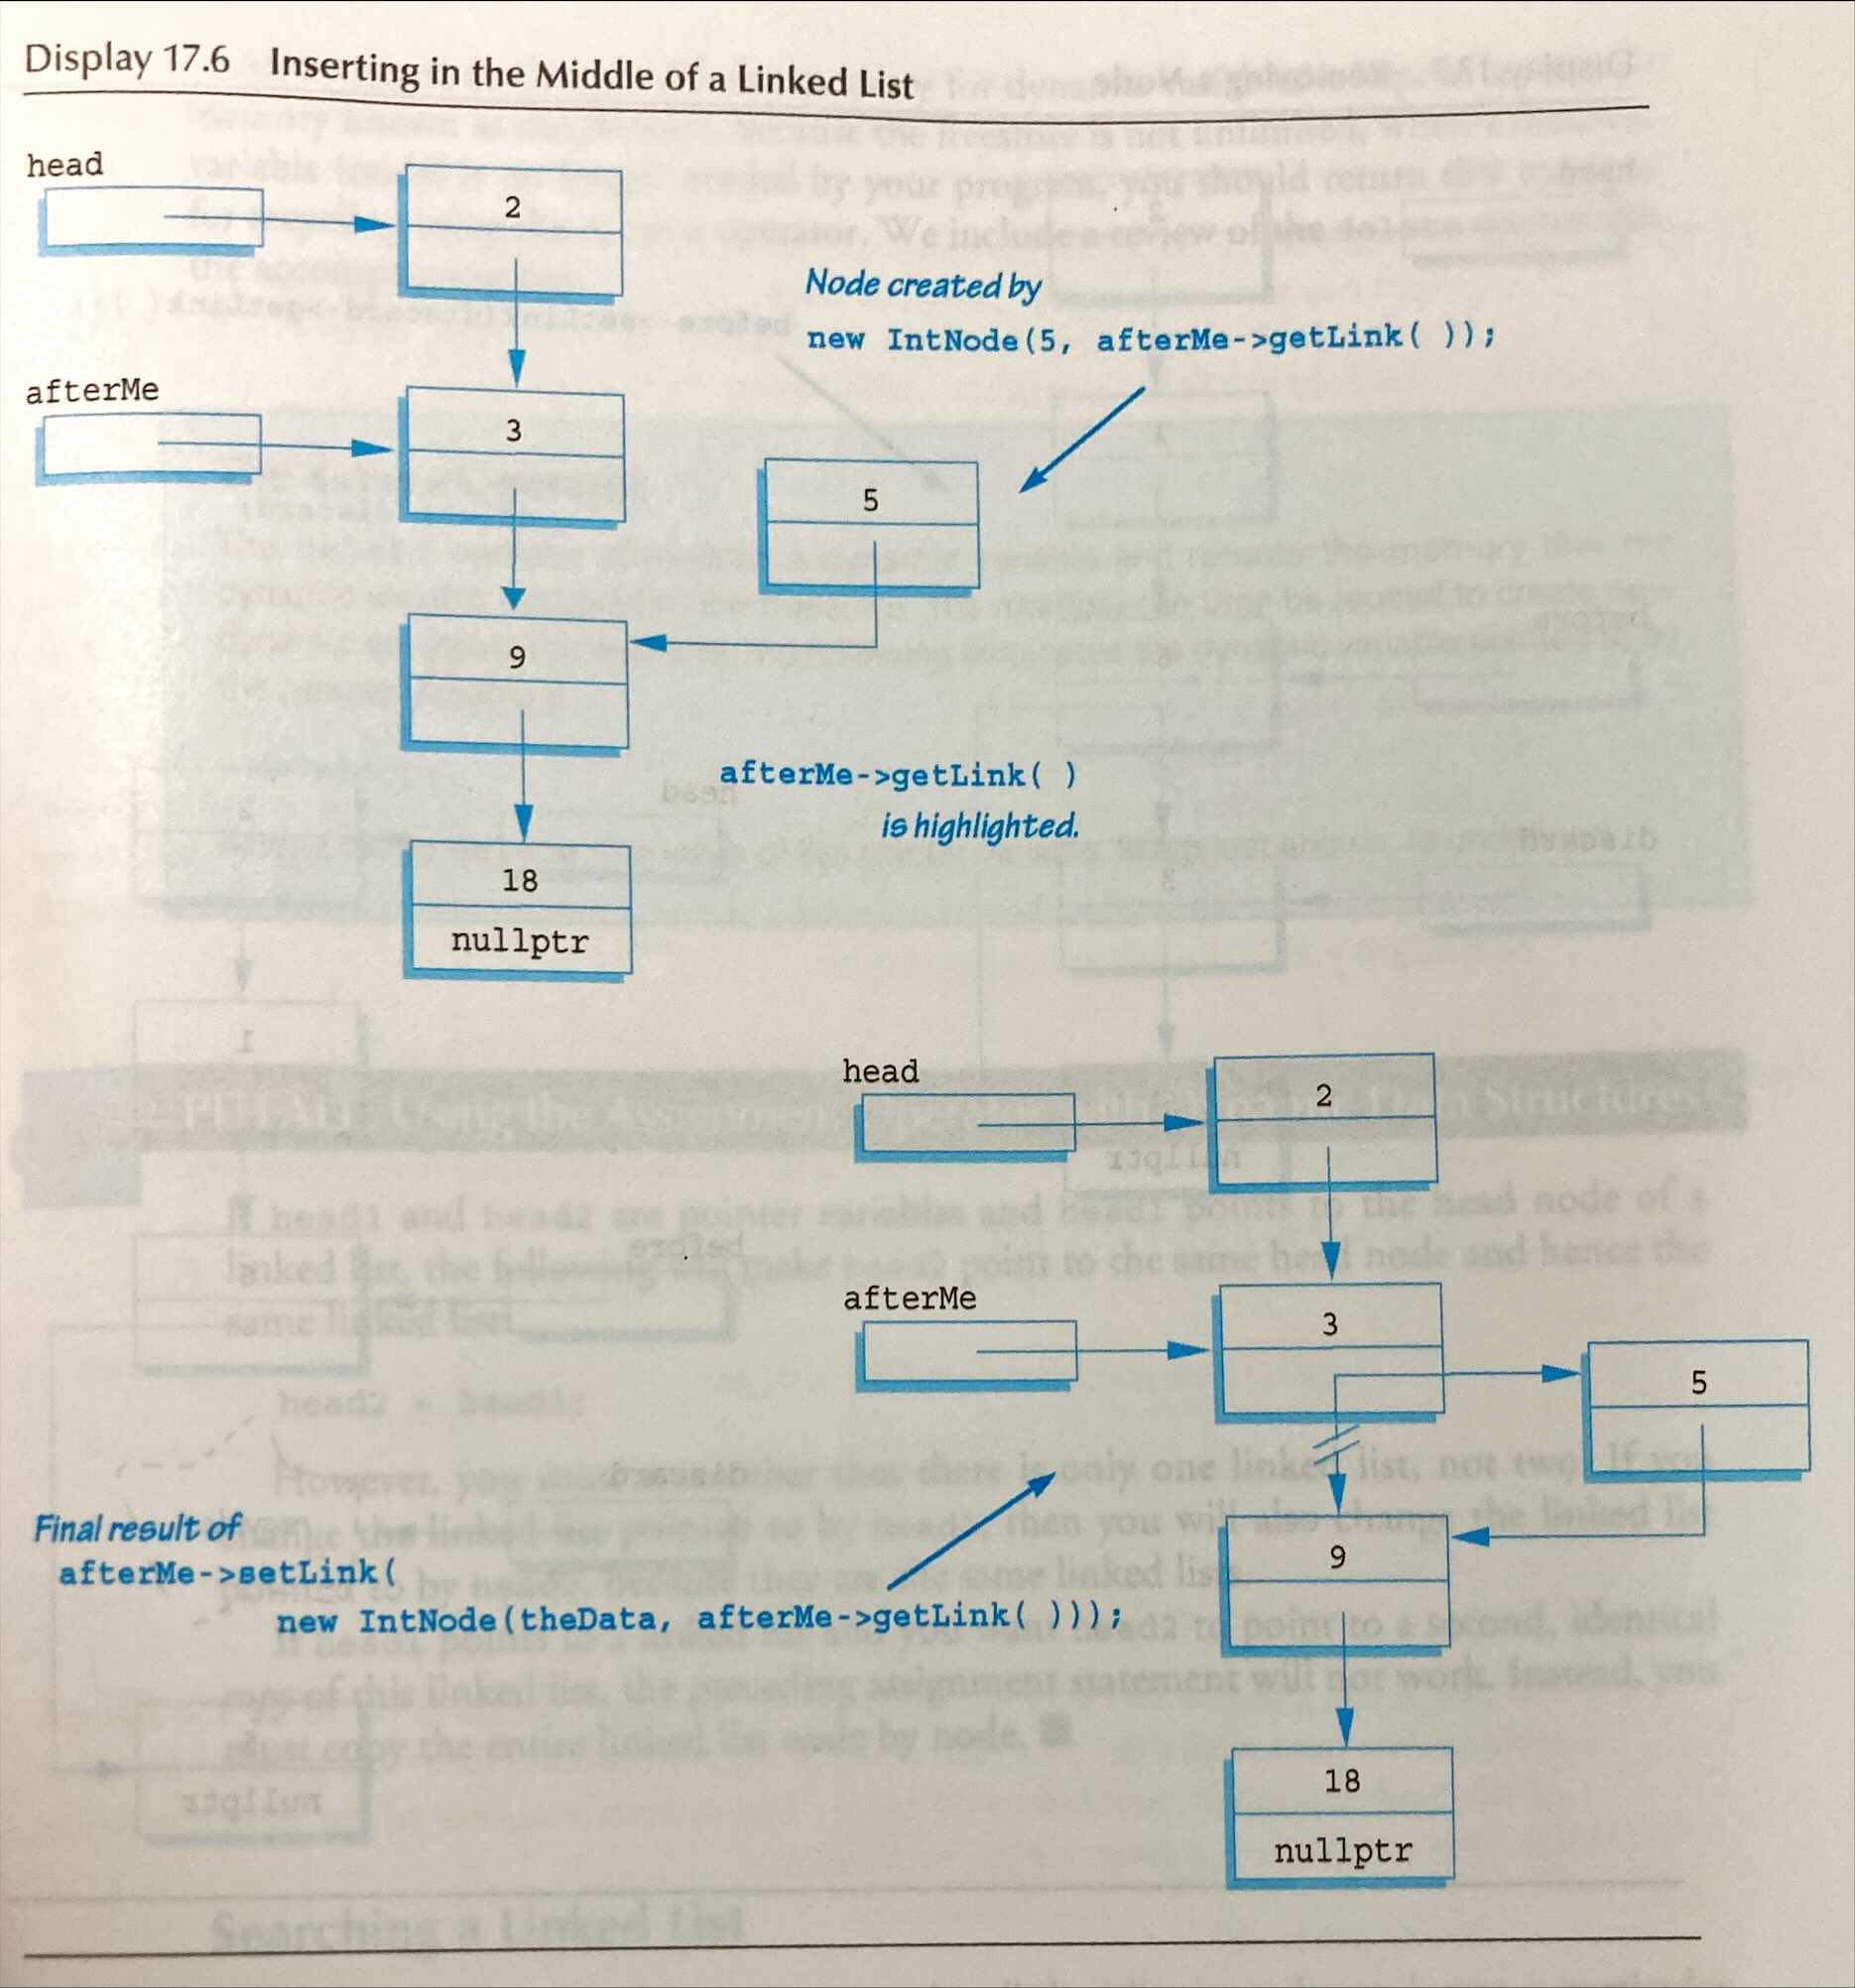 Display 17.6 Inserting in the Middle of a Linked List
head
2
Node created by
new IntNode(5, afterMe->getLink( ));
afterMe
3
5
9
afterMe->getLink( )
is highlighted.
18
nullptr
head
2
afterMe
3
5
Final result of
afterMe->setLink(
new IntNode(theData, afterMe->getLink( )));
9
18
nullptr